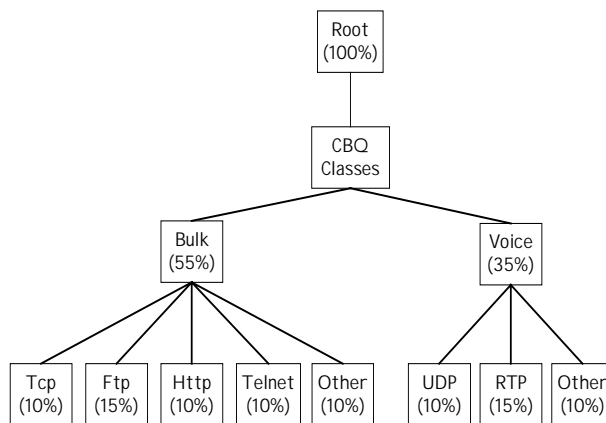 Root
(100%)
CBQ
Classes
Bulk
(55%)
Voice
(35%)
Tcp
(10%)
Ftp
(15%)
Http
(10%)
Telnet
(10%)
Other
(10%)
UDP
(10%)
RTP
(15%)
Other
(10%)